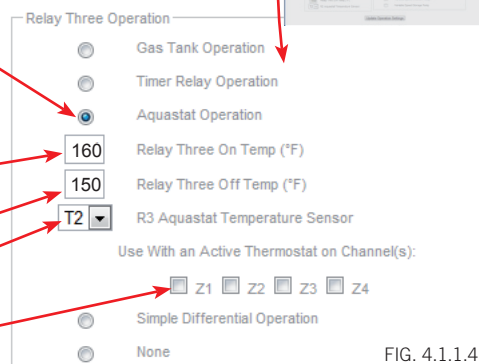 Relay Three Operation
Gas Tank Operation
Timer Relay Operation
Aquastat Operation
160 Relay Three On Temp (°F)
150 Relay Three Off Temp (°F)
T2 R3 Aquastat Temperature Sensor
Use With an Active Thermostat on Channel(s):
Z1 Z2 Z3 Z4
Simple Differential Operation
None
FIG. 4.1.1.4